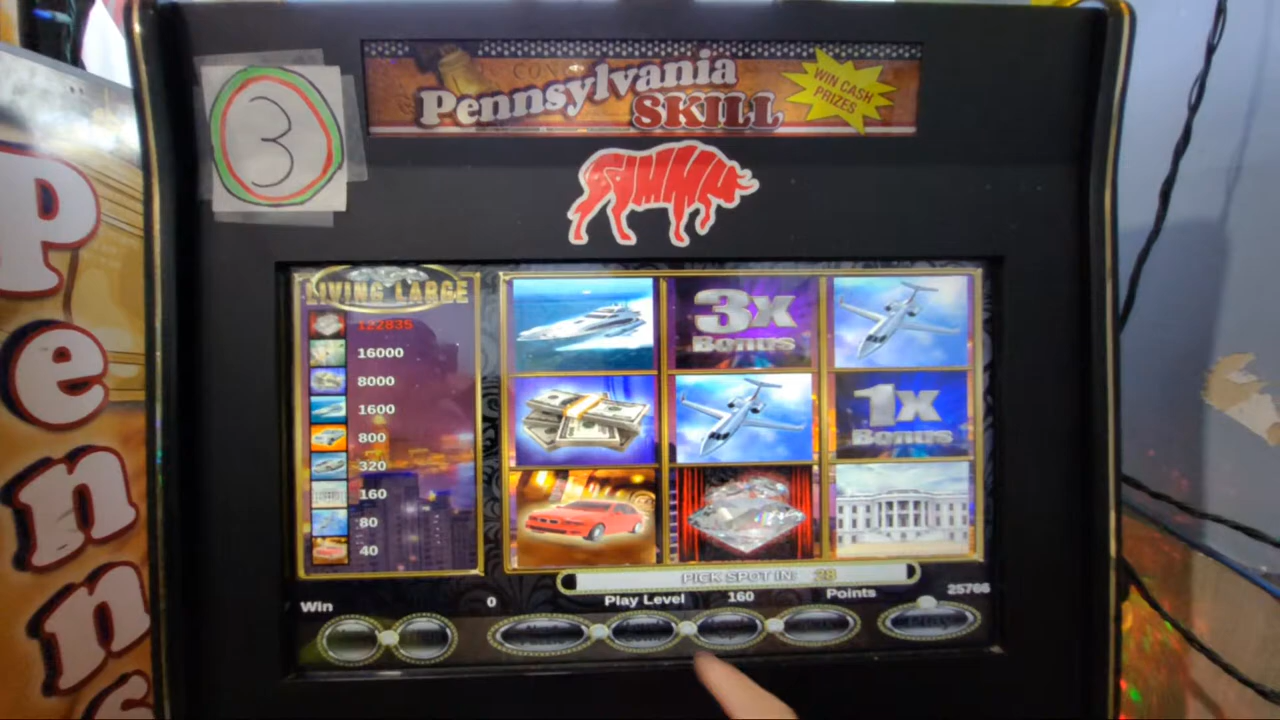 3
Pennsylvania
SKILL
WIN CASH
PRIZES
Penns
LIVING LARGE
122835
16000
8000
1600
800
320
160
80
40
3x
Bonus
1x
Bonus
PICK SPOT IN: 28
Win 0 Play Level 160 Points 25766